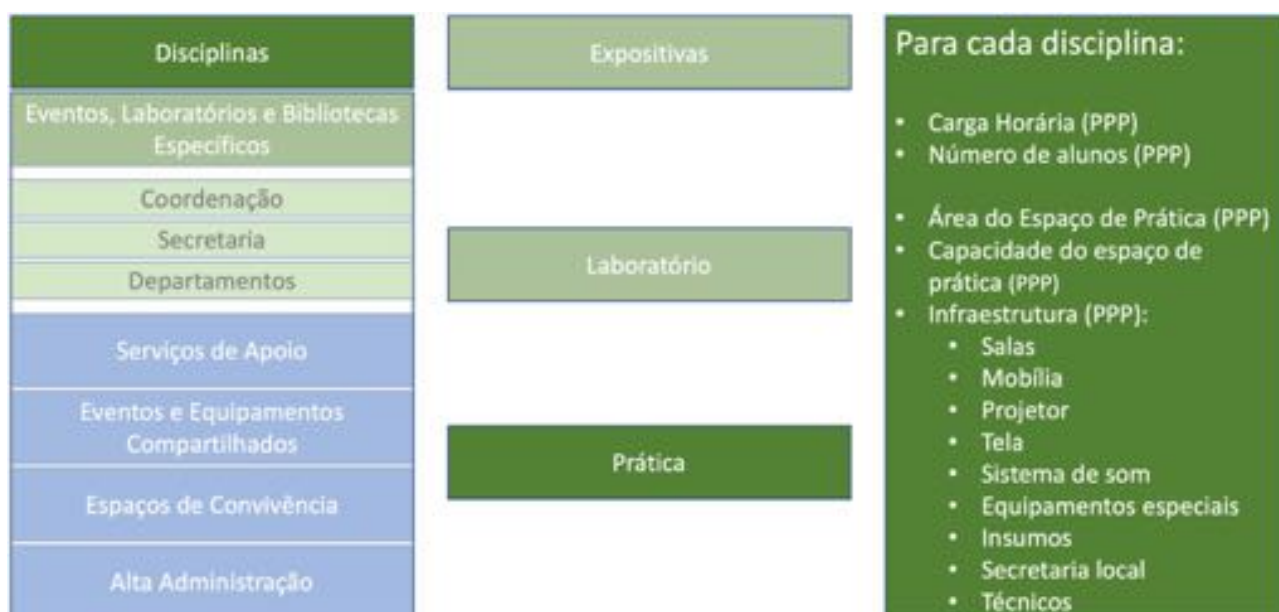 Disciplinas
Eventos, Laboratórios e Bibliotecas
Específicos
Coordenação
Secretaria
Departamentos
Serviços de Apoio
Eventos e Equipamentos
Compartilhados
Espaços de Convivência
Alta Administração
Expositivas
Laboratório
Prática
Para cada disciplina:
• Carga Horária (PPP)
• Número de alunos (PPP)
• Área do Espaço de Prática (PPP)
• Capacidade do espaço de
prática (PPP)
• Infraestrutura (PPP):
• Salas
• Mobília
• Projetor
• Tela
• Sistema de som
• Equipamentos especiais
• Insumos
• Secretaria local
• Técnicos